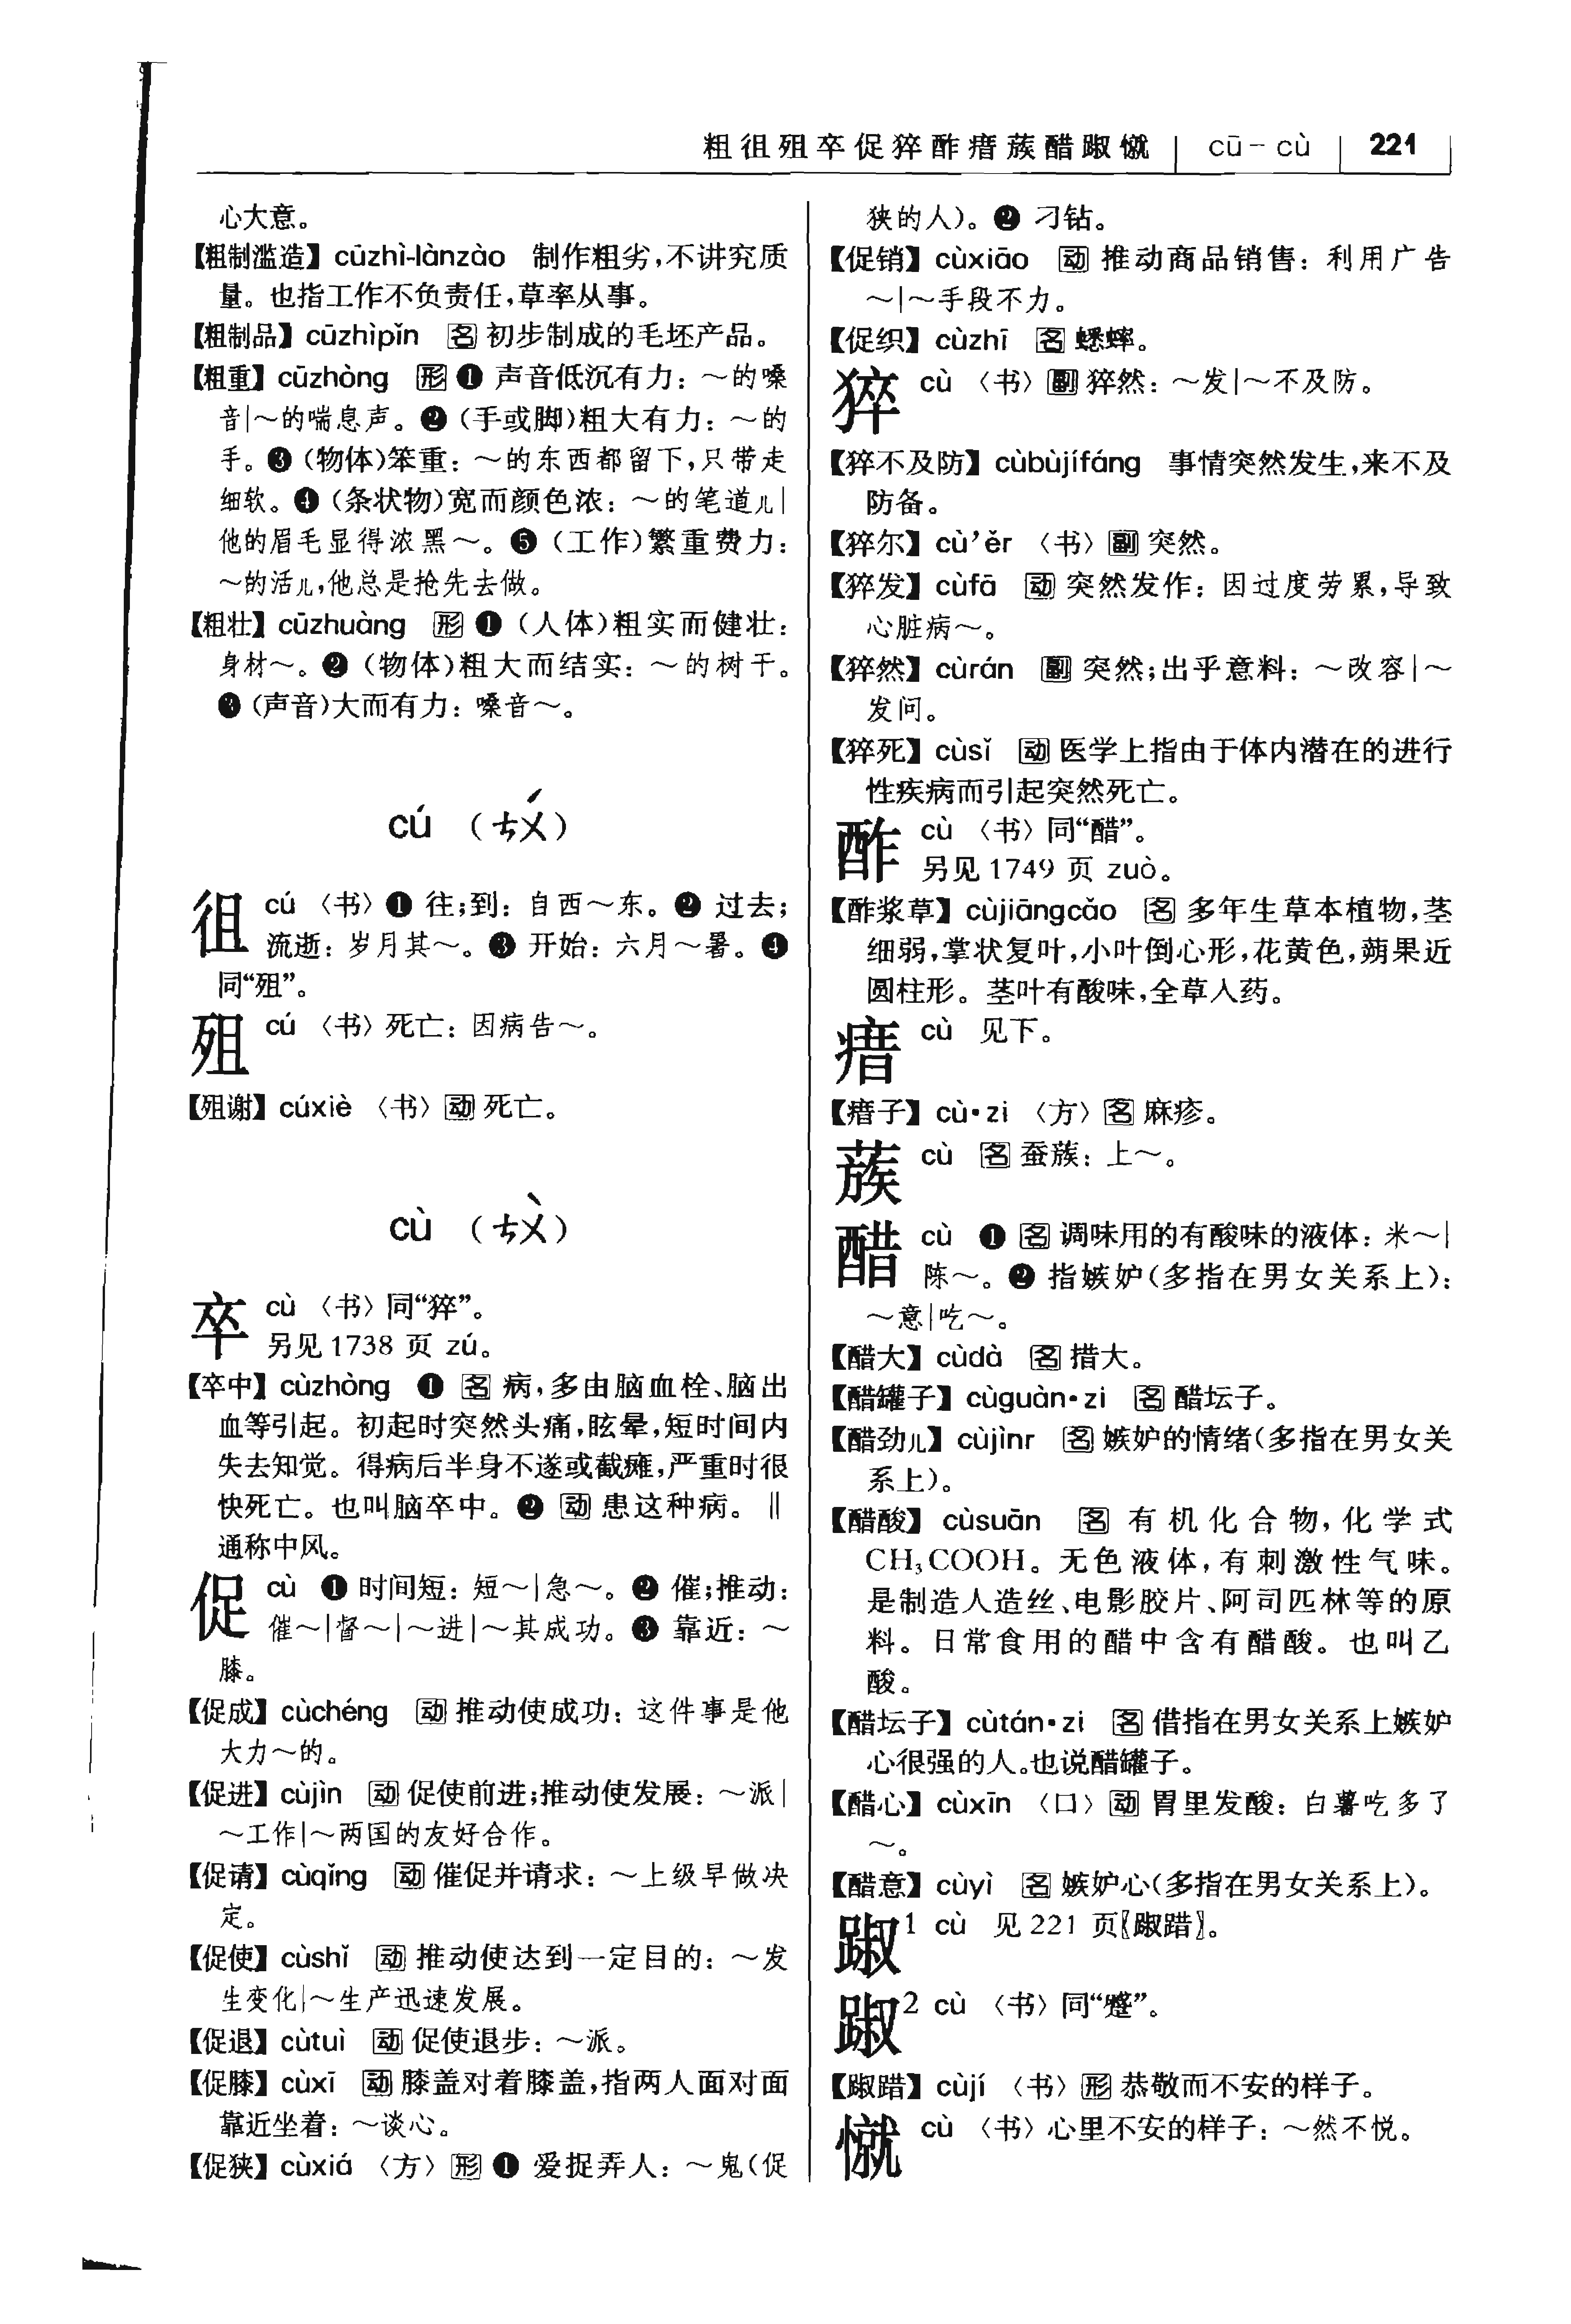 粗徂殂卒促猝酢瘄蔟醋踧憱 cū－cù 221
心大意。
【粗制滥造】cūzhì-lànzào 制作粗劣,不讲究质
量。也指工作不负责任,草率从事。
【粗制品】cūzhìpǐn 名 初步制成的毛坯产品。
【粗重】cūzhòng 形 ❶ 声音低沉有力：～的嗓
音|～的喘息声。❷（手或脚)粗大有力：～的
手。❸（物体)笨重：～的东西都留下,只带走
细软。❹（条状物)宽而颜色浓：～的笔道儿|
他的眉毛显得浓黑～。❺（工作)繁重费力：
～的活儿,他总是抢先去做。
【粗壮】cūzhuàng 形 ❶（人体)粗实而健壮：
身材～。❷（物体)粗大而结实：～的树干。
❸（声音)大而有力：嗓音～。
cú （ㄘㄨˊ）
徂 cú 〈书〉❶ 往;到：自西～东。❷ 过去;
流逝：岁月其～。❸ 开始：六月～暑。❹
同“殂”。
殂 cú 〈书〉死亡：因病告～。
【殂谢】cúxiè 〈书〉动 死亡。
cù （ㄘㄨˋ）
卒 cù 〈书〉同“猝”。
另见 1738 页 zú。
【卒中】cùzhòng ❶ 名 病,多由脑血栓、脑出
血等引起。初起时突然头痛,眩晕,短时间内
失去知觉。得病后半身不遂或截瘫,严重时很
快死亡。也叫脑卒中。❷ 动 患这种病。‖
通称中风。
促 cù ❶ 时间短：短～|急～。❷ 催;推动：
催～|督～|～进|～其成功。❸ 靠近：～
膝。
【促成】cùchéng 动 推动使成功：这件事是他
大力～的。
【促进】cùjìn 动 促使前进;推动使发展：～派|
～工作|～两国的友好合作。
【促请】cùqǐng 动 催促并请求：～上级早做决
定。
【促使】cùshǐ 动 推动使达到一定目的：～发
生变化|～生产迅速发展。
【促退】cùtuì 动 促使退步：～派。
【促膝】cùxī 动 膝盖对着膝盖,指两人面对面
靠近坐着：～谈心。
【促狭】cùxiá 〈方〉形 ❶ 爱捉弄人：～鬼(促
狭的人)。❷ 刁钻。
【促销】cùxiāo 动 推动商品销售：利用广告
～|～手段不力。
【促织】cùzhī 名 蟋蟀。
猝 cù 〈书〉副 猝然：～发|～不及防。
【猝不及防】cùbùjífáng 事情突然发生,来不及
防备。
【猝尔】cù’ěr 〈书〉副 突然。
【猝发】cùfā 动 突然发作：因过度劳累,导致
心脏病～。
【猝然】cùrán 副 突然;出乎意料：～改容|～
发问。
【猝死】cùsǐ 动 医学上指由于体内潜在的进行
性疾病而引起突然死亡。
酢 cù 〈书〉同“醋”。
另见 1749 页 zuò。
【酢浆草】cùjiāngcǎo 名 多年生草本植物,茎
细弱,掌状复叶,小叶倒心形,花黄色,蒴果近
圆柱形。茎叶有酸味,全草入药。
瘄 cù 见下。
【瘄子】cù•zi 〈方〉名 麻疹。
蔟 cù 名 蚕蔟：上～。
醋 cù ❶ 名 调味用的有酸味的液体：米～|
陈～。❷ 指嫉妒(多指在男女关系上)：
～意|吃～。
【醋大】cùdà 名 措大。
【醋罐子】cùguàn•zi 名 醋坛子。
【醋劲儿】cùjìnr 名 嫉妒的情绪(多指在男女关
系上)。
【醋酸】cùsuān 名 有机化合物,化学式
CH₃COOH。无色液体,有刺激性气味。
是制造人造丝、电影胶片、阿司匹林等的原
料。日常食用的醋中含有醋酸。也叫乙
酸。
【醋坛子】cùtán•zi 名 借指在男女关系上嫉妒
心很强的人。也说醋罐子。
【醋心】cùxīn 〈口〉动 胃里发酸：白薯吃多了
～。
【醋意】cùyì 名 嫉妒心(多指在男女关系上)。
踧¹ cù 见 221 页〖踧踖〗。
踧² cù 〈书〉同“蹙”。
【踧踖】cùjí 〈书〉形 恭敬而不安的样子。
憱 cù 〈书〉心里不安的样子：～然不悦。